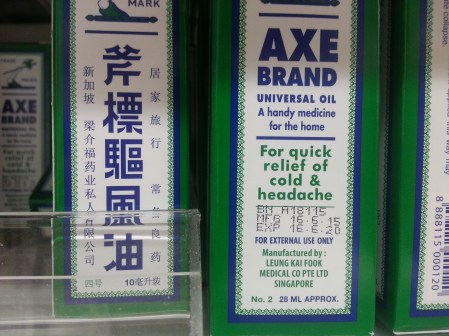 AXE
BRAND
MARK
斧標驅風油
居家旅行 常备良药
新加坡 梁介福药业私人有限公司
四号
10毫升装
AXE
BRAND
UNIVERSAL OIL
A handy medicine
for the home
For quick
relief of
cold &
headache
BT A18115
MFG 16.6.15
EXP 16.6.20
FOR EXTERNAL USE ONLY
Manufactured by :
LEUNG KAI FOOK
MEDICAL CO PTE LTD
SINGAPORE
No. 2 28 ML APPROX.
8 888115 000120